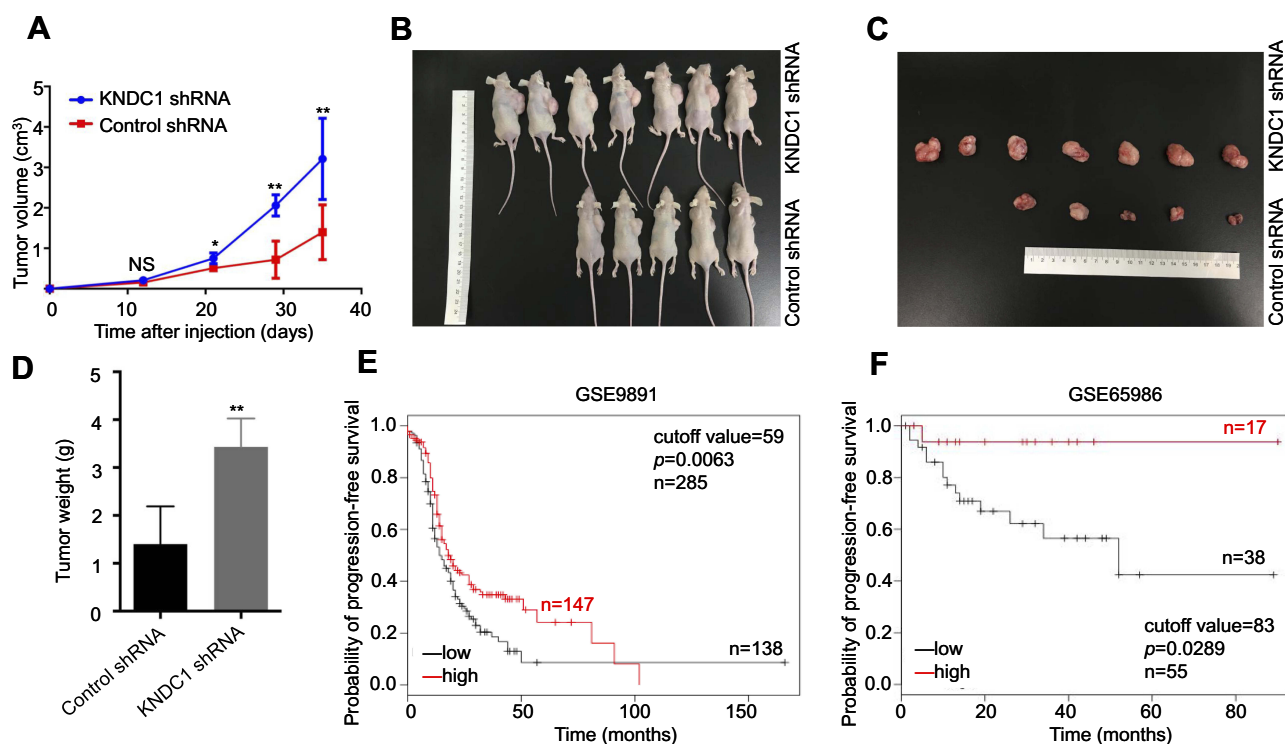 A
5
4
3
2
1
Tumor volume (cm³)
KNDC1 shRNA
Control shRNA
NS
*
**
**
0
10
20
30
40
Time after injection (days)
B
KNDC1 shRNA
Control shRNA
C
KNDC1 shRNA
Control shRNA
D
5
4
3
2
1
0
Tumor weight (g)
**
Control shRNA
KNDC1 shRNA
E
GSE9891
Probability of progression-free survival
1.0
0.8
0.6
0.4
0.2
0.0
cutoff value=59
p=0.0063
n=285
n=147
n=138
low
high
0
50
100
150
Time (months)
F
GSE65986
Probability of progression-free survival
1.0
0.8
0.6
0.4
0.2
0.0
n=17
n=38
cutoff value=83
p=0.0289
n=55
low
high
0
20
40
60
80
Time (months)